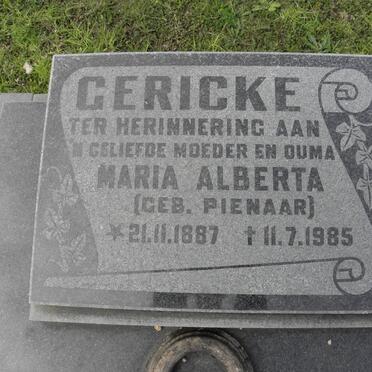 GERICKE
TER HERINNERING AAN
'N GELIEFDE MOEDER EN OUMA
MARIA ALBERTA
(GEB. PIENAAR)
* 21.11.1887 † 11.7.1985